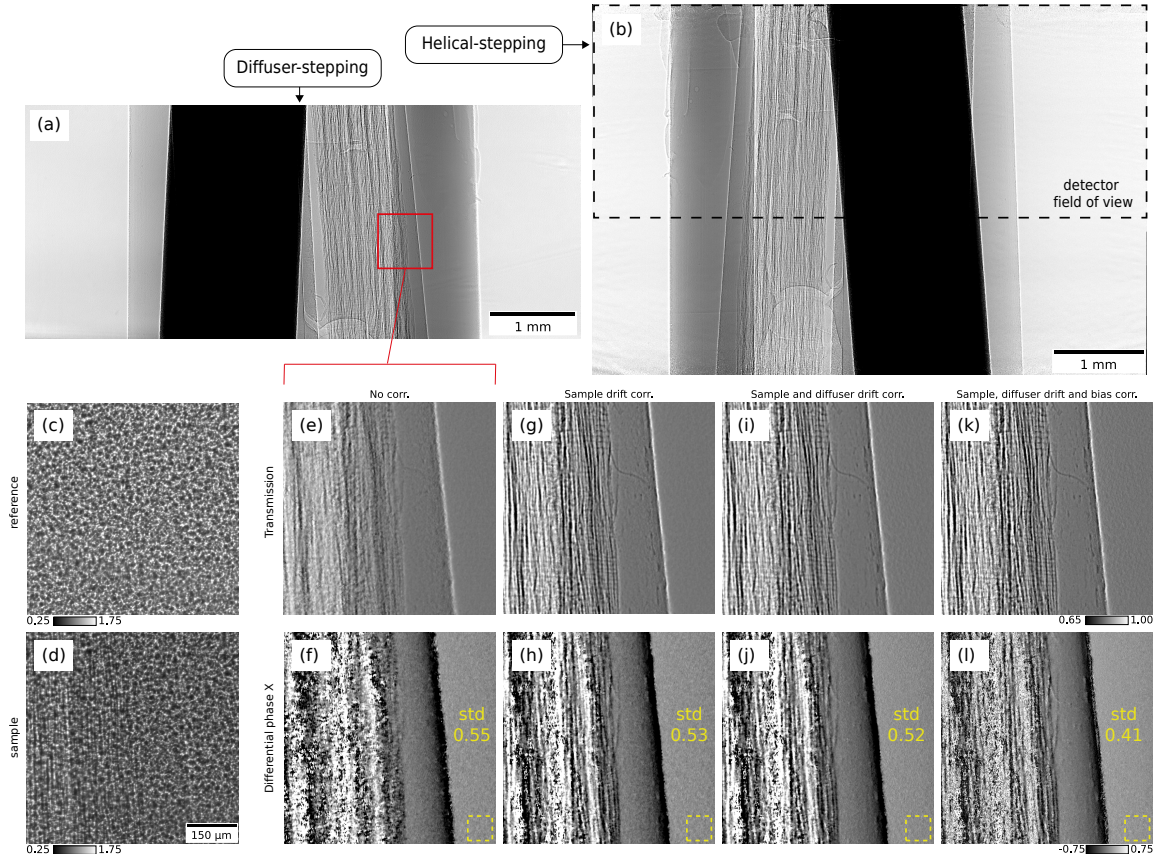 Helical-stepping
(b)
Diffuser-stepping
(a)
detector
field of view
1 mm
1 mm
No corr.
Sample drift corr.
Sample and diffuser drift corr.
Sample, diffuser drift and bias corr.
reference
(c)
Transmission
(e)
(g)
(i)
(k)
0.25
1.75
0.65
1.00
sample
(d)
Differential phase X
(f)
(h)
(j)
(l)
std
0.55
std
0.53
std
0.52
std
0.41
150 µm
0.25
1.75
-0.75
0.75